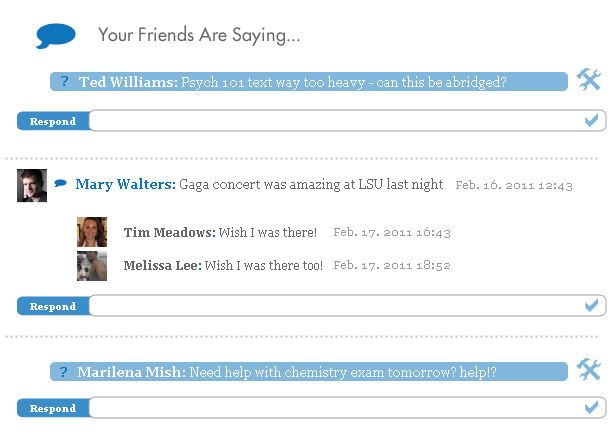 Your Friends Are Saying...
? Ted Williams: Psych 101 text way too heavy - can this be abridged?
Respond
Mary Walters: Gaga concert was amazing at LSU last night Feb. 16. 2011 12:43
Tim Meadows: Wish I was there! Feb. 17. 2011 16:43
Melissa Lee: Wish I was there too! Feb. 17. 2011 18:52
Respond
? Marilena Mish: Need help with chemistry exam tomorrow? help!?
Respond